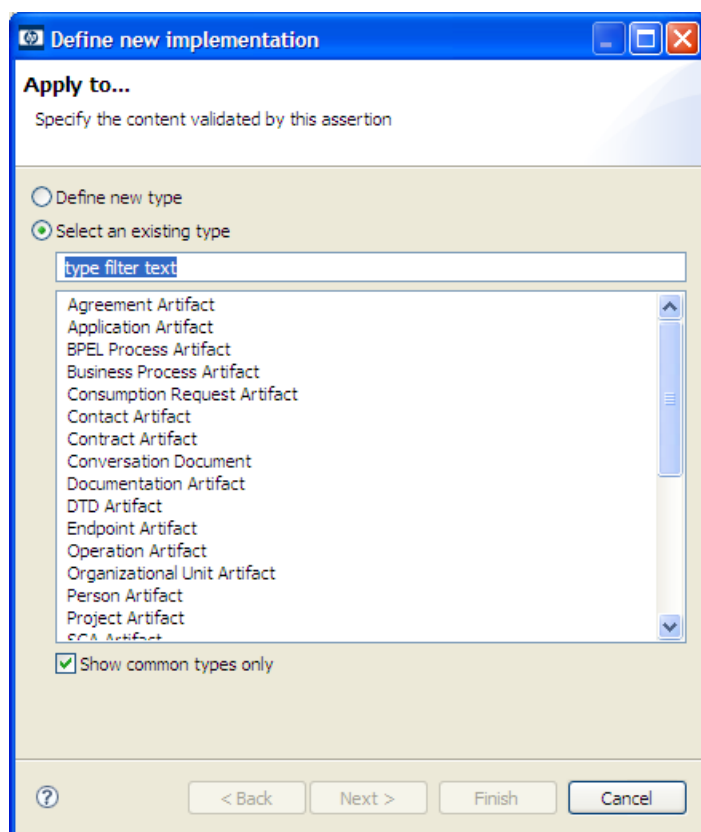 Define new implementation
Apply to...
Specify the content validated by this assertion
Define new type
Select an existing type
type filter text
Agreement Artifact
Application Artifact
BPEL Process Artifact
Business Process Artifact
Consumption Request Artifact
Contact Artifact
Contract Artifact
Conversation Document
Documentation Artifact
DTD Artifact
Endpoint Artifact
Operation Artifact
Organizational Unit Artifact
Person Artifact
Project Artifact
SCA Artifact
Show common types only
< Back Next > Finish Cancel